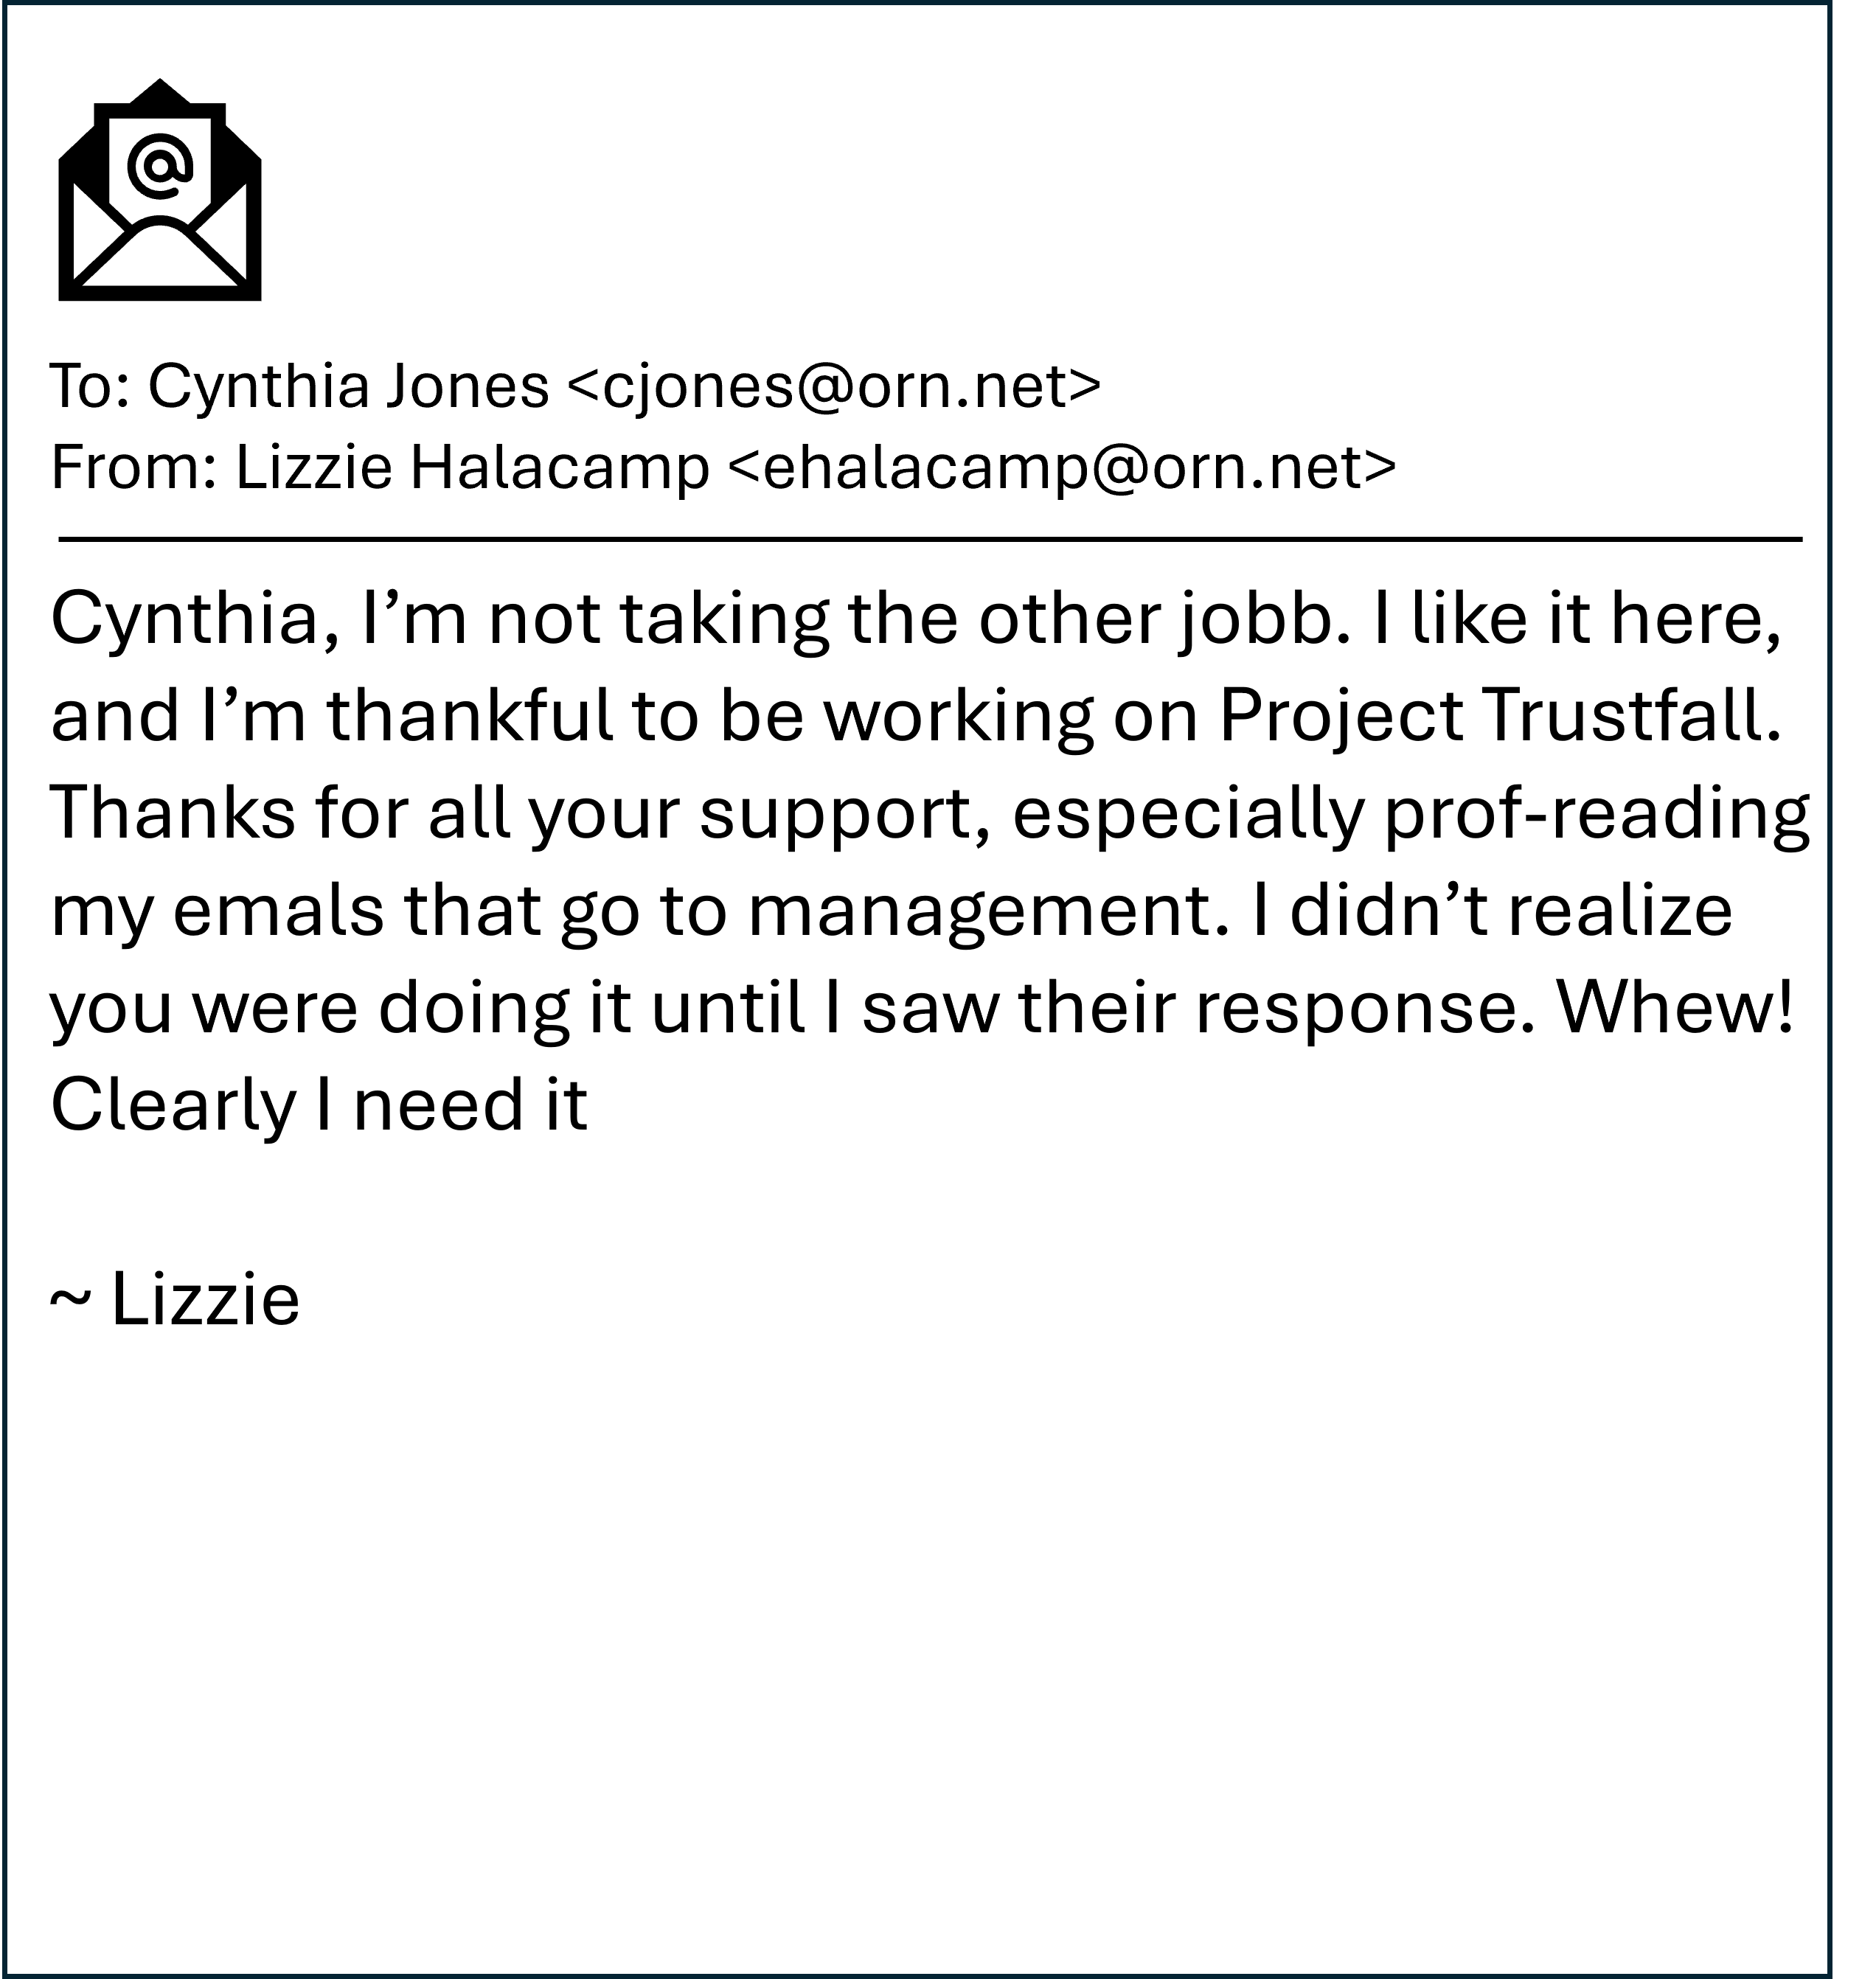 @
To: Cynthia Jones <cjones@orn.net>
From: Lizzie Halacamp <ehalacamp@orn.net>
Cynthia, I’m not taking the other jobb. I like it here,
and I’m thankful to be working on Project Trustfall.
Thanks for all your support, especially prof-reading
my emals that go to management. I didn’t realize
you were doing it until I saw their response. Whew!
Clearly I need it
~ Lizzie